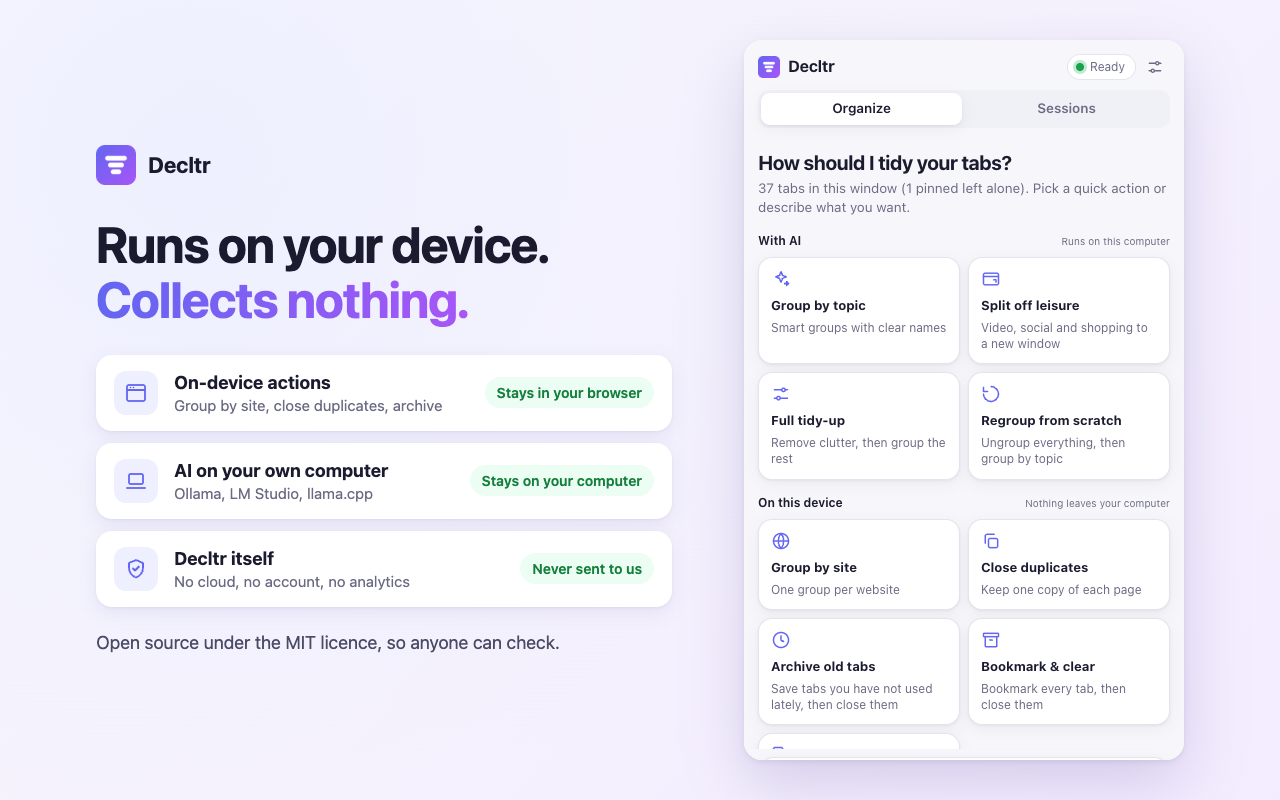 Decltr
Runs on your device.
Collects nothing.
On-device actions
Group by site, close duplicates, archive
Stays in your browser
AI on your own computer
Ollama, LM Studio, llama.cpp
Stays on your computer
Decltr itself
No cloud, no account, no analytics
Never sent to us
Open source under the MIT licence, so anyone can check.
Decltr
Ready
Organize
Sessions
How should I tidy your tabs?
37 tabs in this window (1 pinned left alone). Pick a quick action or
describe what you want.
With AI
Runs on this computer
Group by topic
Smart groups with clear names
Split off leisure
Video, social and shopping to
a new window
Full tidy-up
Remove clutter, then group the
rest
Regroup from scratch
Ungroup everything, then
group by topic
On this device
Nothing leaves your computer
Group by site
One group per website
Close duplicates
Keep one copy of each page
Archive old tabs
Save tabs you have not used
lately, then close them
Bookmark & clear
Bookmark every tab, then
close them